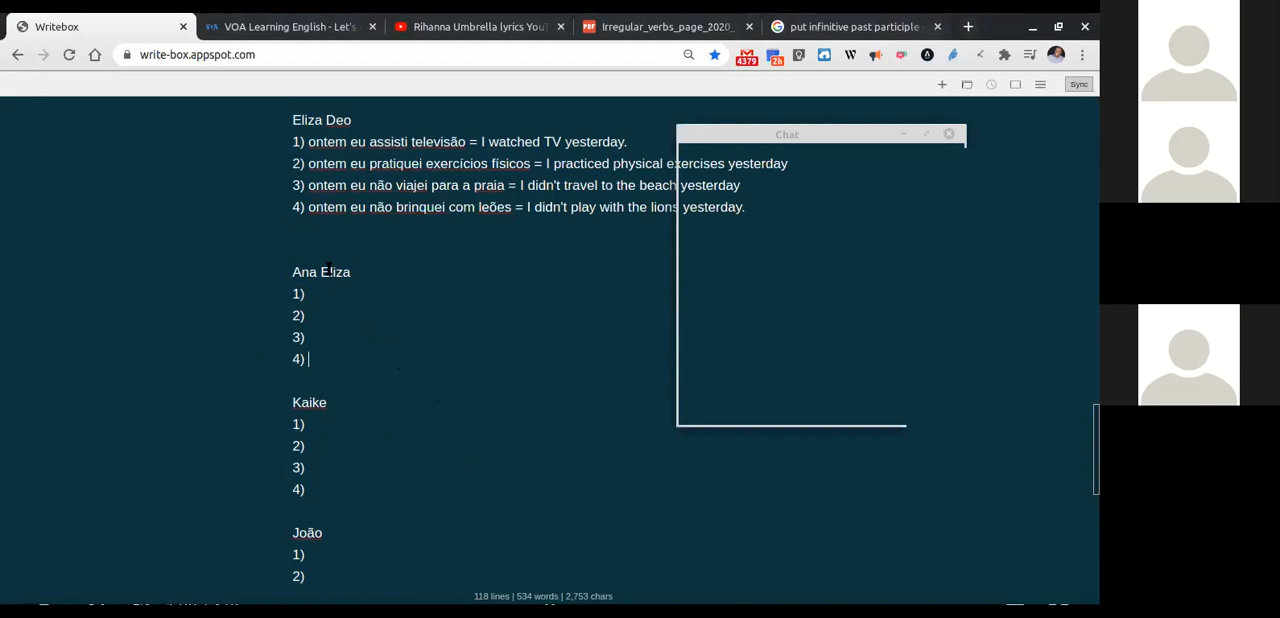 Writebox
VOA Learning English - Let's
Rihanna Umbrella lyrics You
Irregular_verbs_page_2020_
put infinitive past participle -
write-box.appspot.com
4379
2h
W
Sync
Eliza Deo
1) ontem eu assisti televisão = I watched TV yesterday.
2) ontem eu pratiquei exercícios físicos = I practiced physical exercises yesterday
3) ontem eu não viajei para a praia = I didn't travel to the beach yesterday
4) ontem eu não brinquei com leões = I didn't play with the lions yesterday.
Chat
Ana Eliza
1)
2)
3)
4)
Kaike
1)
2)
3)
4)
João
1)
2)
118 lines | 534 words | 2,753 chars